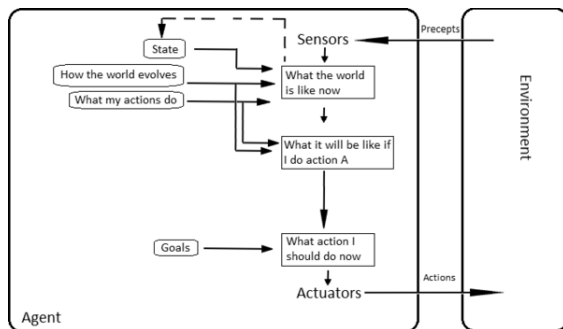 Sensors
Precepts
State
How the world evolves
What my actions do
What the world
is like now
What it will be like if
I do action A
Goals
What action I
should do now
Actuators
Actions
Agent
Environment